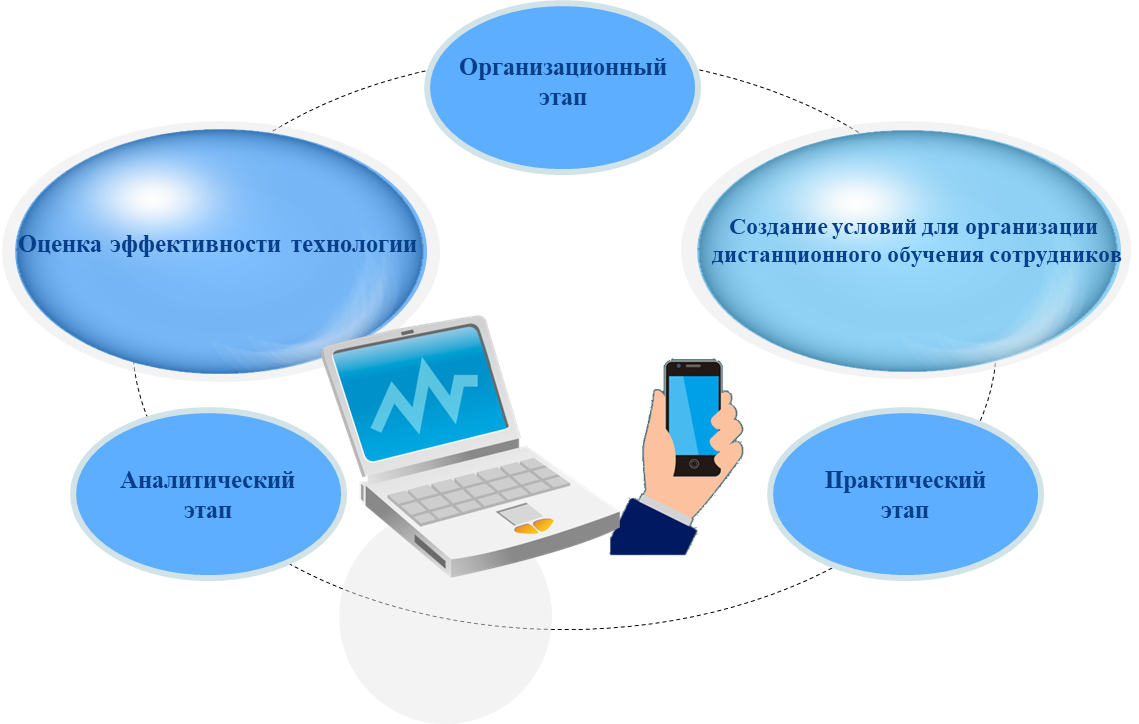 Организационный
этап
Оценка эффективности технологии
Создание условий для организации
дистанционного обучения сотрудников
Аналитический
этап
Практический
этап